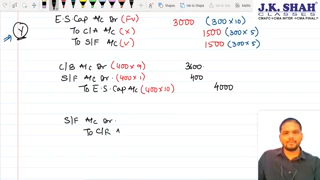 J.K. SHAH
CLASSES
Y
E.S.Cap A/c Dr (FV) 3000 (300×10)
To C/A A/c (X) 1500 (300×5)
To S/F A/c (V) 1500 (300×5)
C/B A/c Dr. (400×9) 3600
S/F A/c Dr. (400×1) 400
To E.S.Cap A/c (400×10) 4000
S/F A/c Dr.
To C/R A